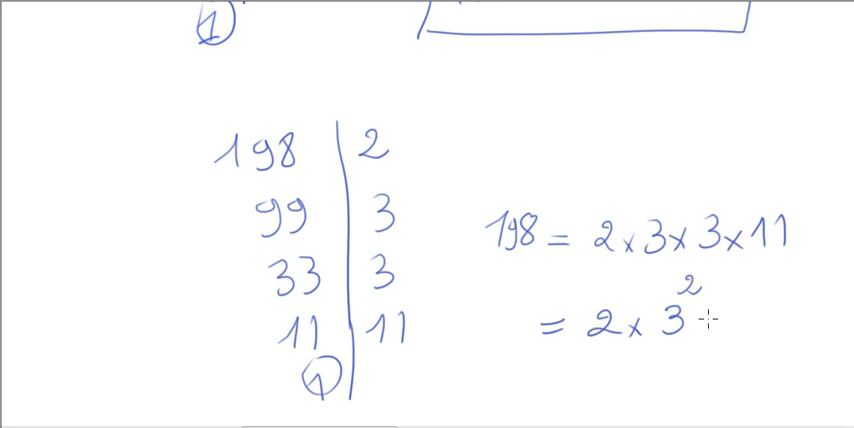 1
198 | 2
99 | 3
33 | 3
11 | 11
1
198 = 2 x 3 x 3 x 11
= 2 x 3²